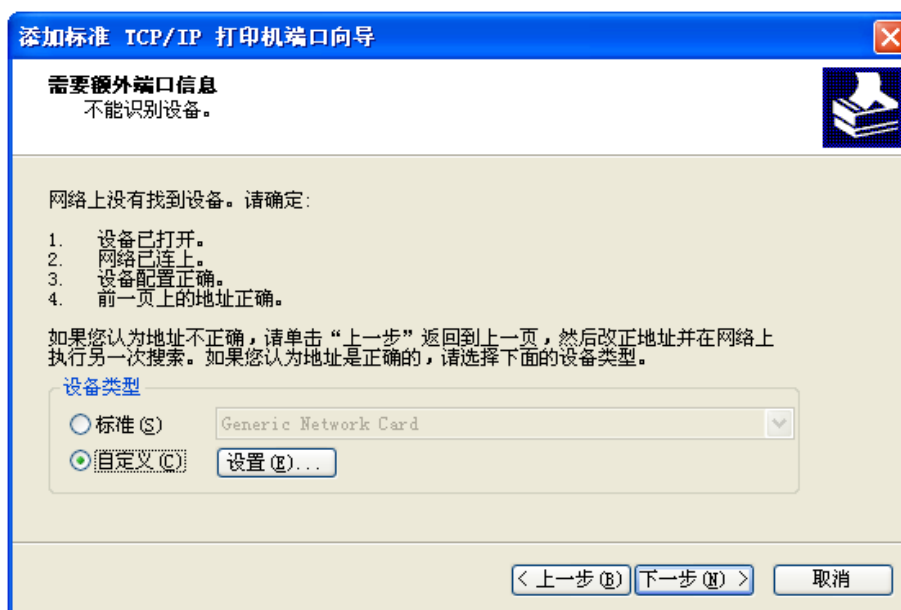 添加标准 TCP/IP 打印机端口向导
需要额外端口信息
不能识别设备。
网络上没有找到设备。请确定:
1. 设备已打开。
2. 网络已连上。
3. 设备配置正确。
4. 前一页上的地址正确。
如果您认为地址不正确，请单击“上一步”返回到上一页，然后改正地址并在网络上
执行另一次搜索。如果您认为地址是正确的，请选择下面的设备类型。
设备类型
标准(S) Generic Network Card
自定义(C) 设置(E)...
< 上一步(B) 下一步(N) > 取消